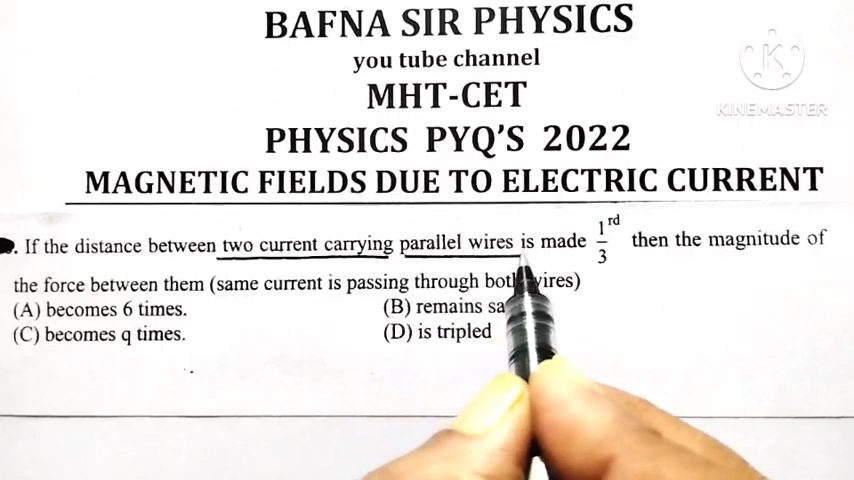 BAFNA SIR PHYSICS
you tube channel
MHT-CET
PHYSICS PYQ'S 2022
MAGNETIC FIELDS DUE TO ELECTRIC CURRENT
. If the distance between two current carrying parallel wires is made 1/3 rd then the magnitude of
the force between them (same current is passing through both wires)
(A) becomes 6 times. (B) remains
(C) becomes q times. (D) is tripled
K
KINEMASTER